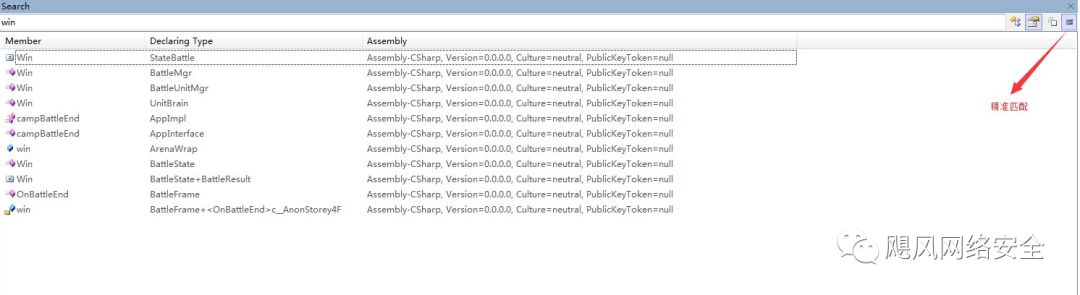 Search
win
Member Declaring Type Assembly
Win StateBattle Assembly-CSharp, Version=0.0.0.0, Culture=neutral, PublicKeyToken=null
Win BattleMgr Assembly-CSharp, Version=0.0.0.0, Culture=neutral, PublicKeyToken=null
Win BattleUnitMgr Assembly-CSharp, Version=0.0.0.0, Culture=neutral, PublicKeyToken=null
Win UnitBrain Assembly-CSharp, Version=0.0.0.0, Culture=neutral, PublicKeyToken=null
精准匹配
campBattleEnd AppImpl Assembly-CSharp, Version=0.0.0.0, Culture=neutral, PublicKeyToken=null
campBattleEnd AppInterface Assembly-CSharp, Version=0.0.0.0, Culture=neutral, PublicKeyToken=null
win ArenaWrap Assembly-CSharp, Version=0.0.0.0, Culture=neutral, PublicKeyToken=null
Win BattleState Assembly-CSharp, Version=0.0.0.0, Culture=neutral, PublicKeyToken=null
Win BattleState+BattleResult Assembly-CSharp, Version=0.0.0.0, Culture=neutral, PublicKeyToken=null
OnBattleEnd BattleFrame Assembly-CSharp, Version=0.0.0.0, Culture=neutral, PublicKeyToken=null
win BattleFrame+<OnBattleEnd>c__AnonStorey4F Assembly-CSharp, Version=0.0.0.0, Culture=neutral, PublicKeyToken=null
飓风网络安全